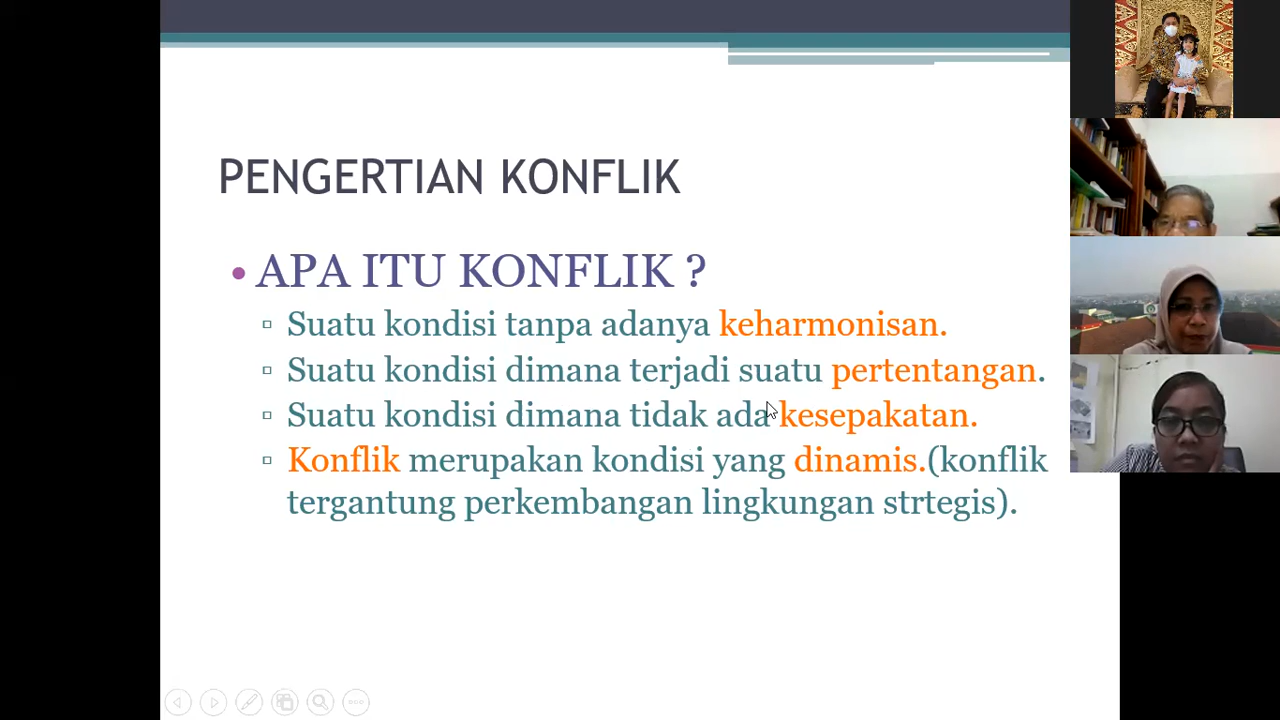 PENGERTIAN KONFLIK
• APA ITU KONFLIK ?
▫ Suatu kondisi tanpa adanya keharmonisan.
▫ Suatu kondisi dimana terjadi suatu pertentangan.
▫ Suatu kondisi dimana tidak ada kesepakatan.
▫ Konflik merupakan kondisi yang dinamis.(konflik
tergantung perkembangan lingkungan strtegis).